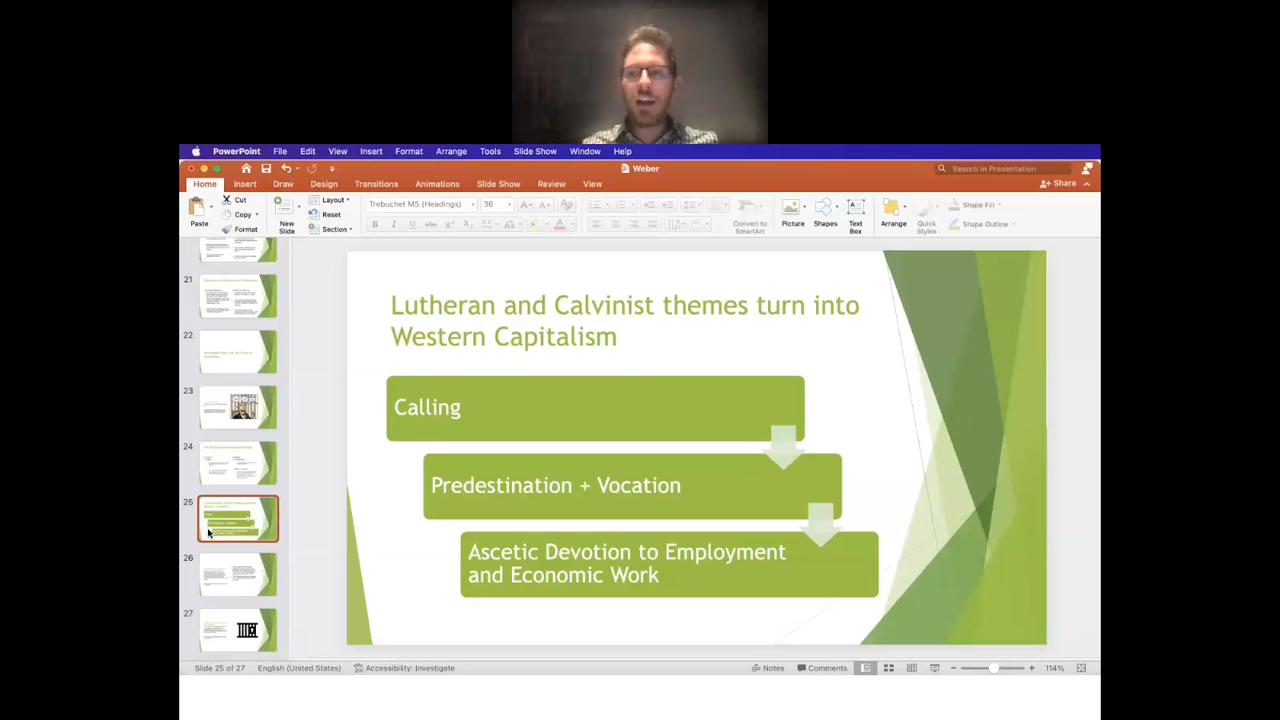 PowerPoint File Edit View Insert Format Arrange Tools Slide Show Window Help
Weber
Search in Presentation
Home Insert Draw Design Transitions Animations Slide Show Review View
Share
Paste
Cut
Copy
Format
New Slide
Layout
Reset
Section
Trebuchet MS (Headings)
36
Convert to SmartArt
Picture
Shapes
Text Box
Arrange
Quick Styles
Shape Fill
Shape Outline
21
22
23
24
25
26
27
Lutheran and Calvinist themes turn into
Western Capitalism
Calling
Predestination + Vocation
Ascetic Devotion to Employment
and Economic Work
Slide 25 of 27 English (United States) Accessibility: Investigate Notes Comments 114%